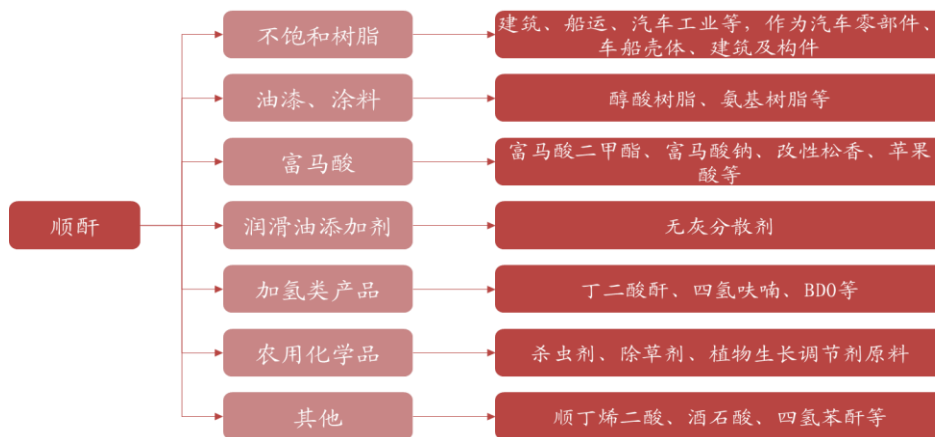 顺酐
不饱和树脂
建筑、船运、汽车工业等，作为汽车零部件、
车船壳体、建筑及构件
油漆、涂料
醇酸树脂、氨基树脂等
富马酸
富马酸二甲酯、富马酸钠、改性松香、苹果
酸等
润滑油添加剂
无灰分散剂
加氢类产品
丁二酸酐、四氢呋喃、BDO等
农用化学品
杀虫剂、除草剂、植物生长调节剂原料
其他
顺丁烯二酸、酒石酸、四氢苯酐等